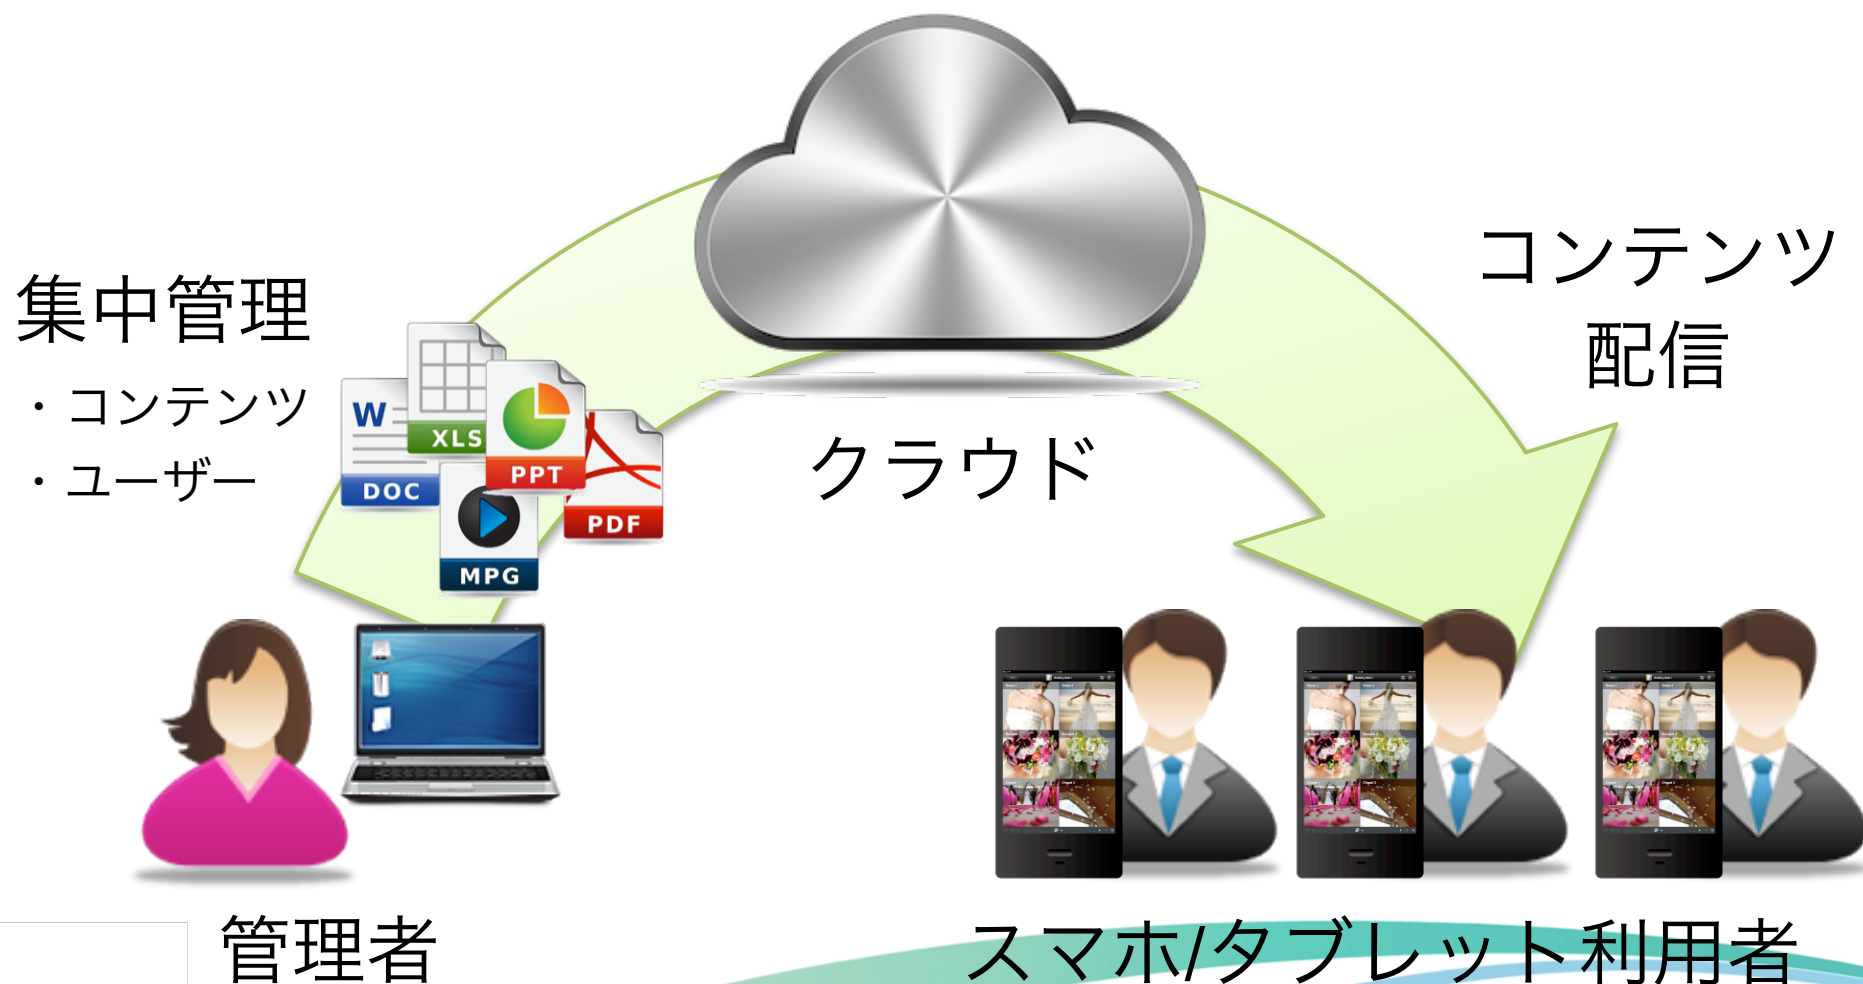 集中管理
・コンテンツ
・ユーザー
W
DOC
XLS
PPT
MPG
PDF
クラウド
コンテンツ
配信
管理者
スマホ/タブレット利用者